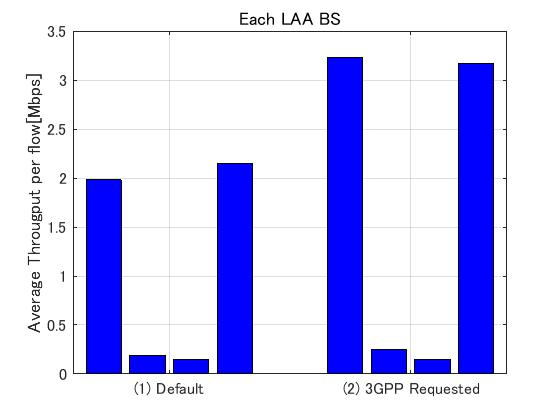 Each LAA BS
Average Througput per flow[Mbps]
3.5
3
2.5
2
1.5
1
0.5
0
(1) Default
(2) 3GPP Requested